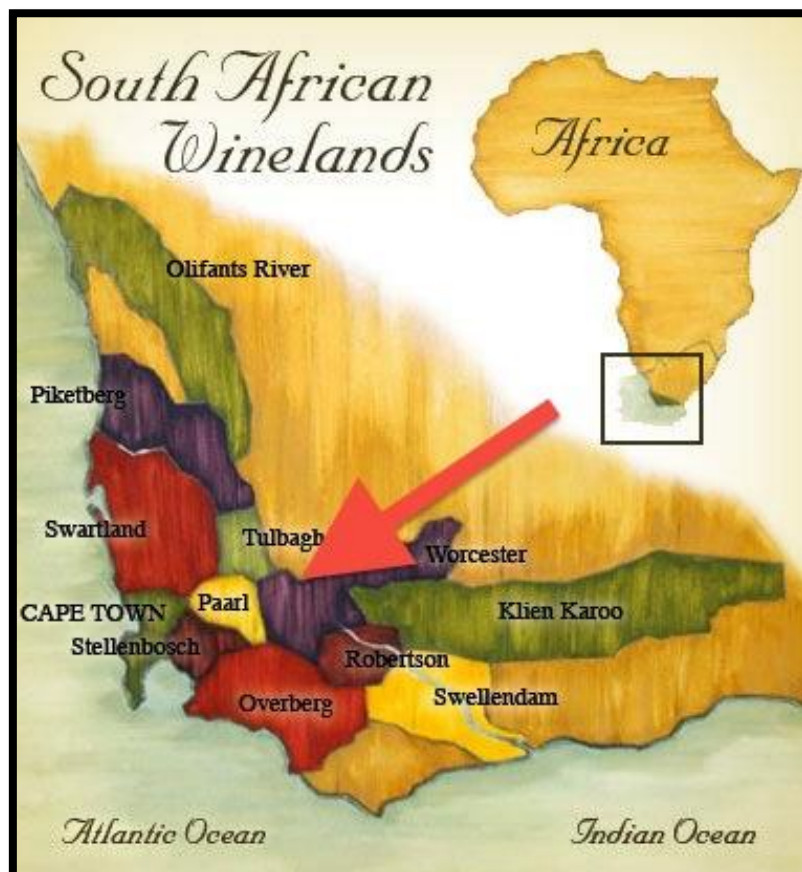 South African
Winelands
Africa
Olifants River
Piketberg
Swartland
Tulbagh
Worcester
CAPE TOWN
Paarl
Klien Karoo
Stellenbosch
Robertson
Overberg
Swellendam
Atlantic Ocean
Indian Ocean